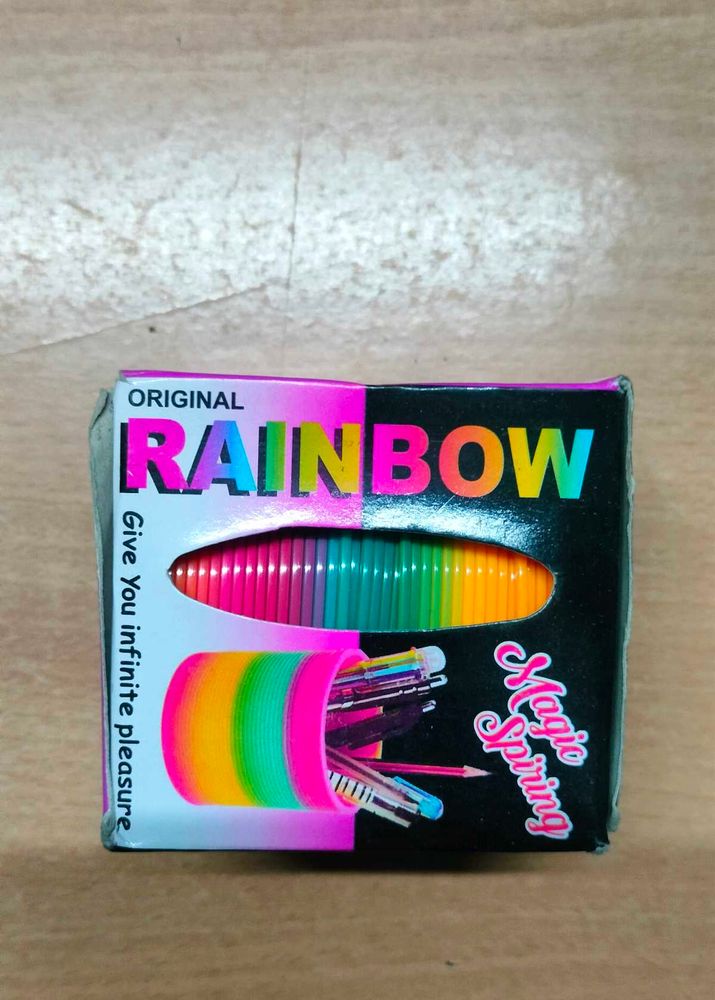 ORIGINAL
RAINBOW
Give You infinite pleasure
Magic
Spiring